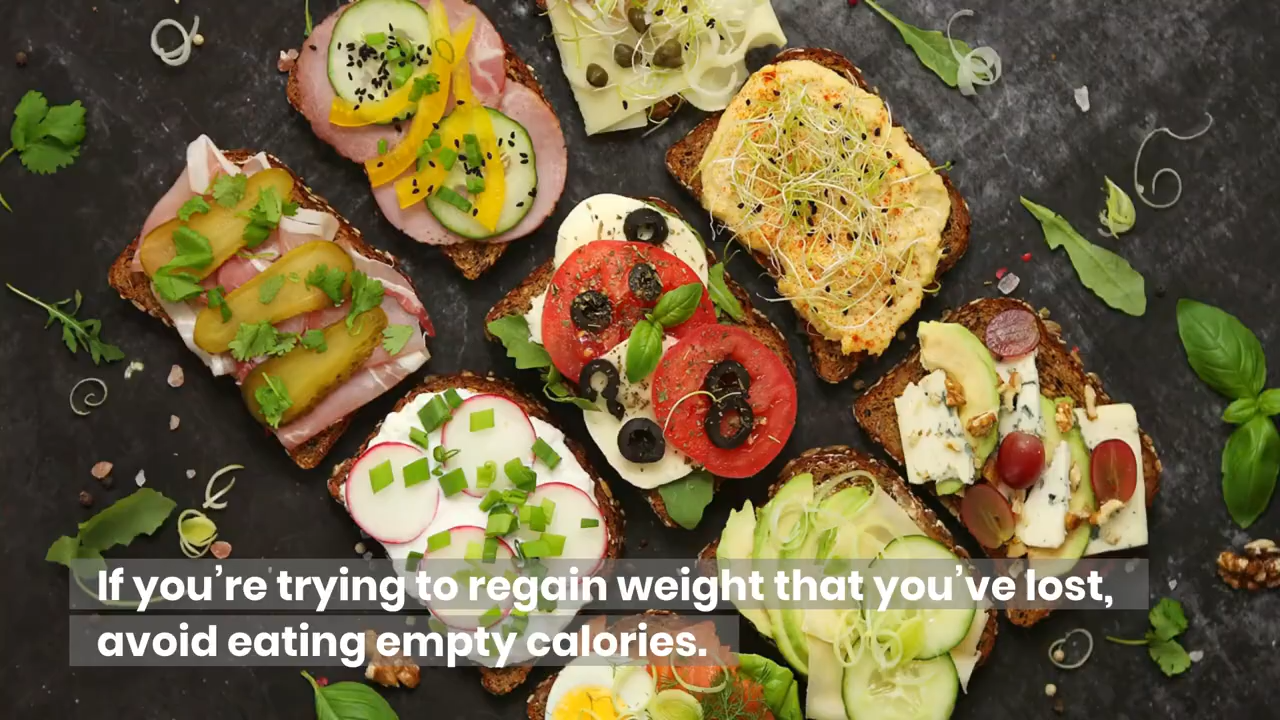 If you’re trying to regain weight that you’ve lost,
avoid eating empty calories.